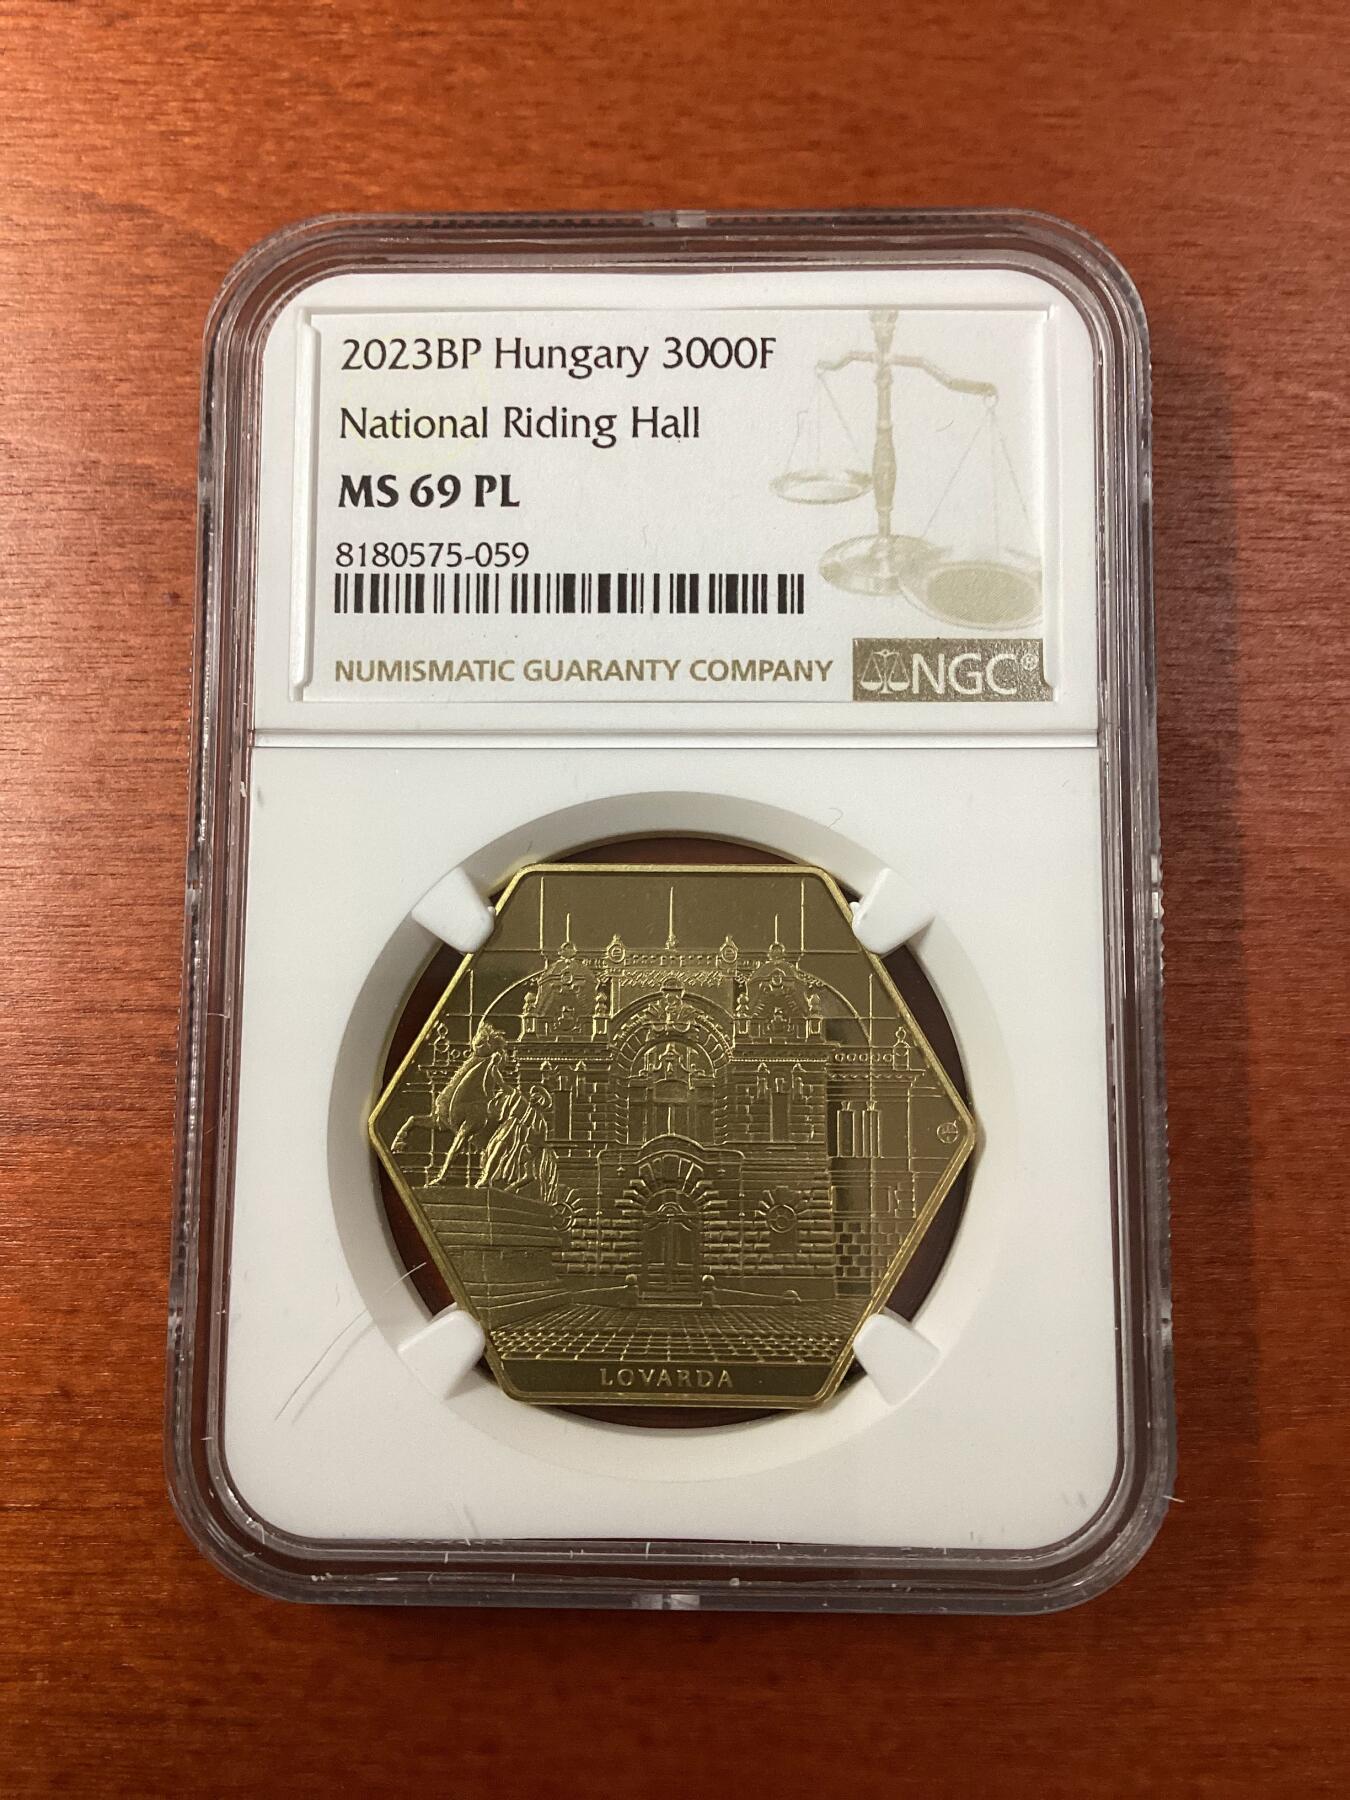 2023BP Hungary 3000F
National Riding Hall
MS 69 PL
8180575-059
NUMISMATIC GUARANTY COMPANY NGC®
LOVARDA